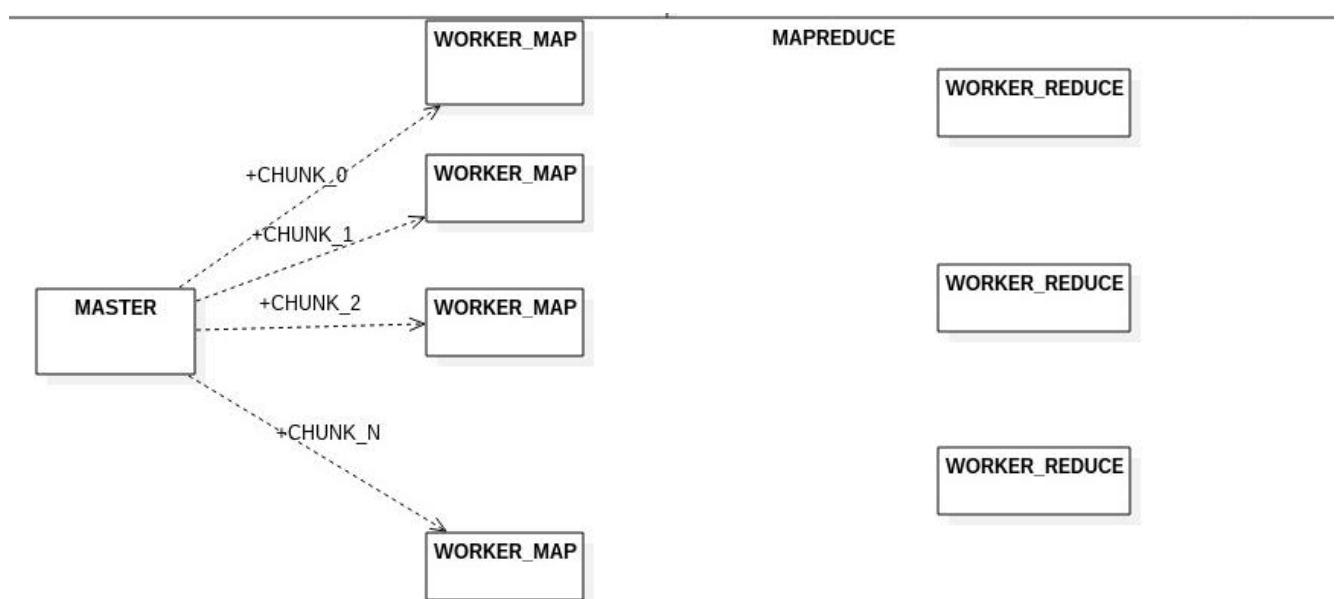 MAPREDUCE
WORKER_MAP
WORKER_REDUCE
+CHUNK_0
WORKER_MAP
+CHUNK_1
WORKER_REDUCE
MASTER
+CHUNK_2
WORKER_MAP
+CHUNK_N
WORKER_REDUCE
WORKER_MAP